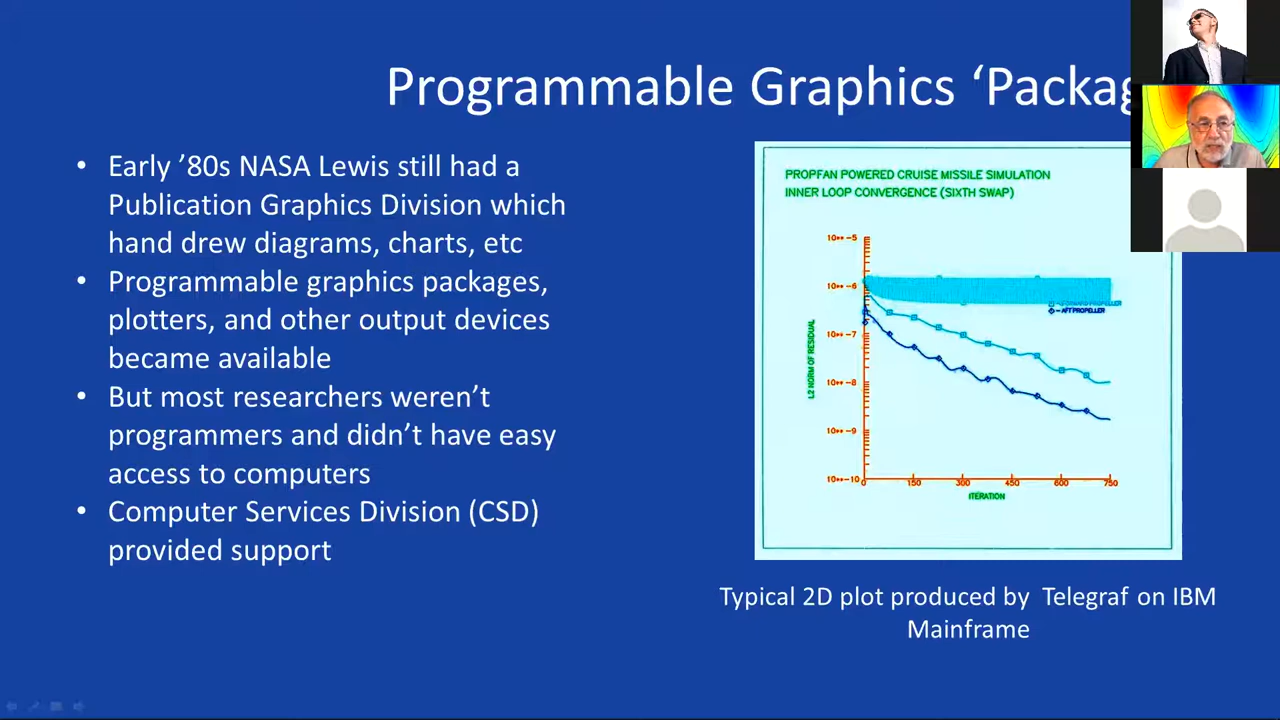 Programmable Graphics ‘Packag
• Early ’80s NASA Lewis still had a
Publication Graphics Division which
hand drew diagrams, charts, etc
• Programmable graphics packages,
plotters, and other output devices
became available
• But most researchers weren’t
programmers and didn’t have easy
access to computers
• Computer Services Division (CSD)
provided support
PROPFAN POWERED CRUISE MISSILE SIMULATION
INNER LOOP CONVERGENCE (SIXTH SWAP)
10** -5
10** -6
10** -7
10** -8
10** -9
10** -10
L2 NORM OF RESIDUAL
- FORWARD PROPELLER
- AFT PROPELLER
0 150 300 450 600 750
ITERATION
Typical 2D plot produced by Telegraf on IBM
Mainframe